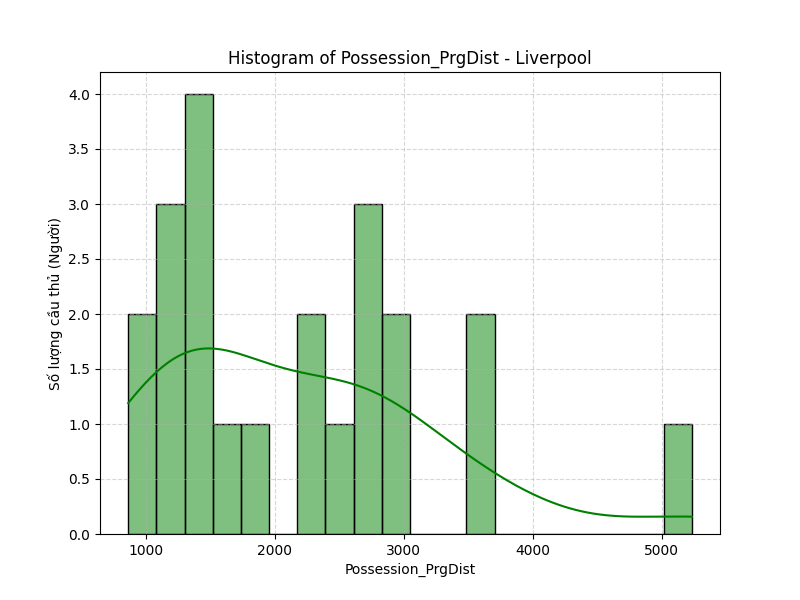 Histogram of Possession_PrgDist - Liverpool
4.0
3.5
3.0
2.5
2.0
1.5
1.0
0.5
0.0
Số lượng cầu thủ (Người)
1000 2000 3000 4000 5000
Possession_PrgDist